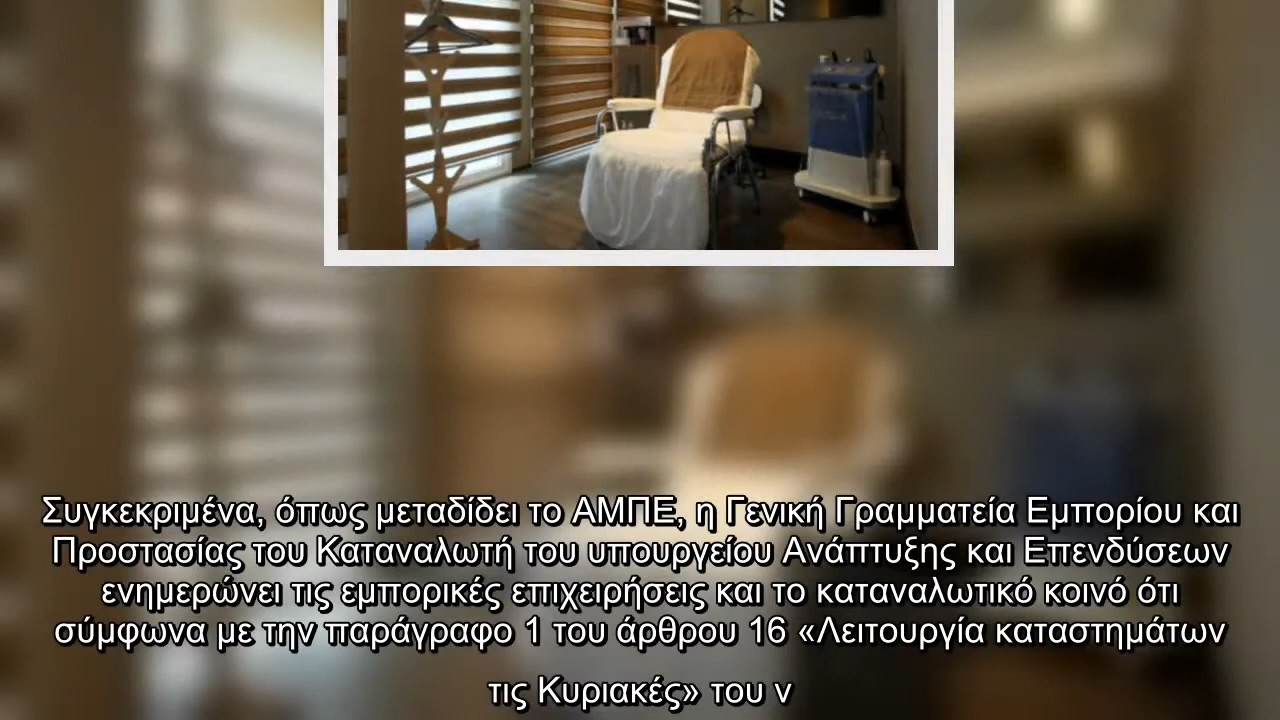 Συγκεκριμένα, όπως μεταδίδει το ΑΜΠΕ, η Γενική Γραμματεία Εμπορίου και
Προστασίας του Καταναλωτή του υπουργείου Ανάπτυξης και Επενδύσεων
ενημερώνει τις εμπορικές επιχειρήσεις και το καταναλωτικό κοινό ότι
σύμφωνα με την παράγραφο 1 του άρθρου 16 «Λειτουργία καταστημάτων
τις Κυριακές» του ν